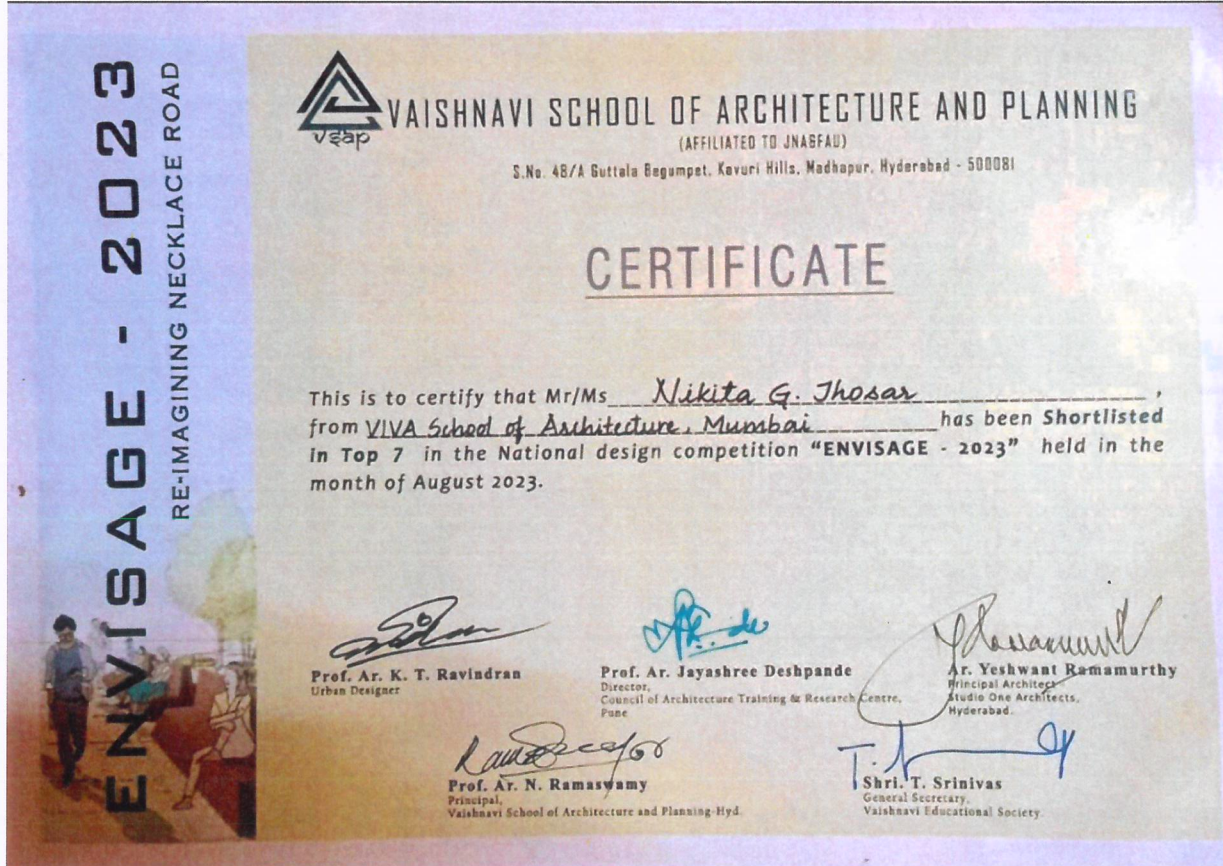 ENVISAGE - 2023
RE-IMAGINING NECKLACE ROAD
vsap
VAISHNAVI SCHOOL OF ARCHITECTURE AND PLANNING
(AFFILIATED TO JNAFAU)
S.No. 48/A Guttala Begumpet, Kavuri Hills, Madhapur, Hyderabad - 500081
CERTIFICATE
This is to certify that Mr/Ms Nikita G. Thosar,
from VIVA School of Architecture, Mumbai has been Shortlisted
in Top 7 in the National design competition "ENVISAGE - 2023" held in the
month of August 2023.
Prof. Ar. K. T. Ravindran
Urban Designer
Prof. Ar. Jayashree Deshpande
Director,
Council of Architecture Training & Research Centre,
Pune
Ar. Yeshwant Ramamurthy
Principal Architect
Studio One Architects,
Hyderabad.
Prof. Ar. N. Ramaswamy
Principal,
Vaishnavi School of Architecture and Planning-Hyd.
Shri. T. Srinivas
General Secretary,
Vaishnavi Educational Society.